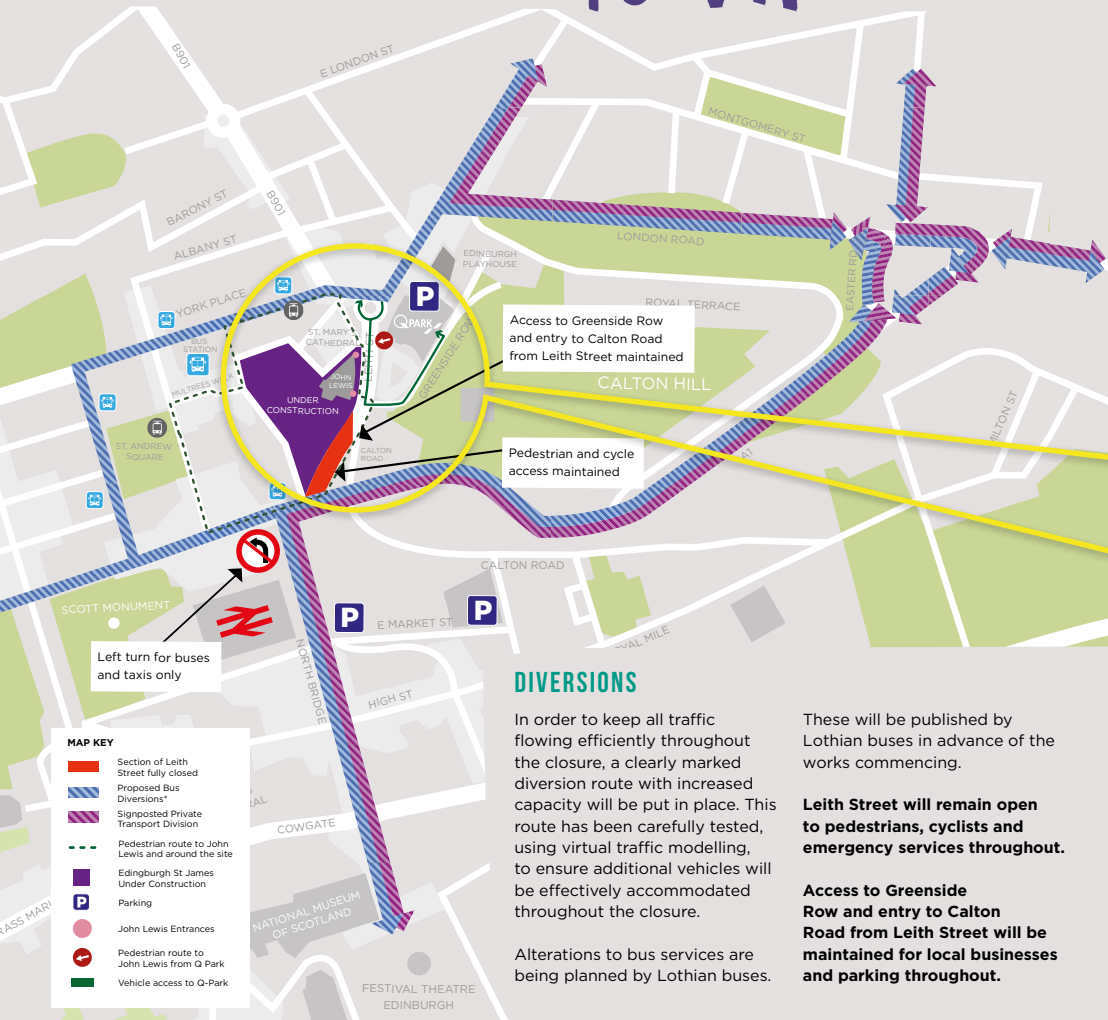 B901
E LONDON ST
MONTGOMERY ST
B901
BARONY ST
ALBANY ST
LONDON ROAD
EDINBURGH
PLAYHOUSE
EASTER RD
YORK PLACE
ROYAL TERRACE
P
QPARK
ST. MARY
CATHEDRAL
BUS
STATION
GREENSIDE ROW
Access to Greenside Row
and entry to Calton Road
from Leith Street maintained
MULTREES WALK
JOHN
LEWIS
CALTON HILL
UNDER
CONSTRUCTION
ST. ANDREW
SQUARE
CALTON
ROAD
Pedestrian and cycle
access maintained
A1
MILTON ST
CALTON ROAD
SCOTT MONUMENT
P
P
E MARKET ST
Left turn for buses
and taxis only
NORTH BRIDGE
HIGH ST
COWGATE
NATIONAL MUSEUM
OF SCOTLAND
FESTIVAL THEATRE
EDINBURGH
MAP KEY
Section of Leith
Street fully closed
Proposed Bus
Diversions*
Signposted Private
Transport Division
Pedestrian route to John
Lewis and around the site
Edingburgh St James
Under Construction
P
Parking
John Lewis Entrances
Pedestrian route to
John Lewis from Q Park
Vehicle access to Q-Park
DIVERSIONS
In order to keep all traffic
flowing efficiently throughout
the closure, a clearly marked
diversion route with increased
capacity will be put in place. This
route has been carefully tested,
using virtual traffic modelling,
to ensure additional vehicles will
be effectively accommodated
throughout the closure.
Alterations to bus services are
being planned by Lothian buses.
These will be published by
Lothian buses in advance of the
works commencing.
Leith Street will remain open
to pedestrians, cyclists and
emergency services throughout.
Access to Greenside
Row and entry to Calton
Road from Leith Street will be
maintained for local businesses
and parking throughout.